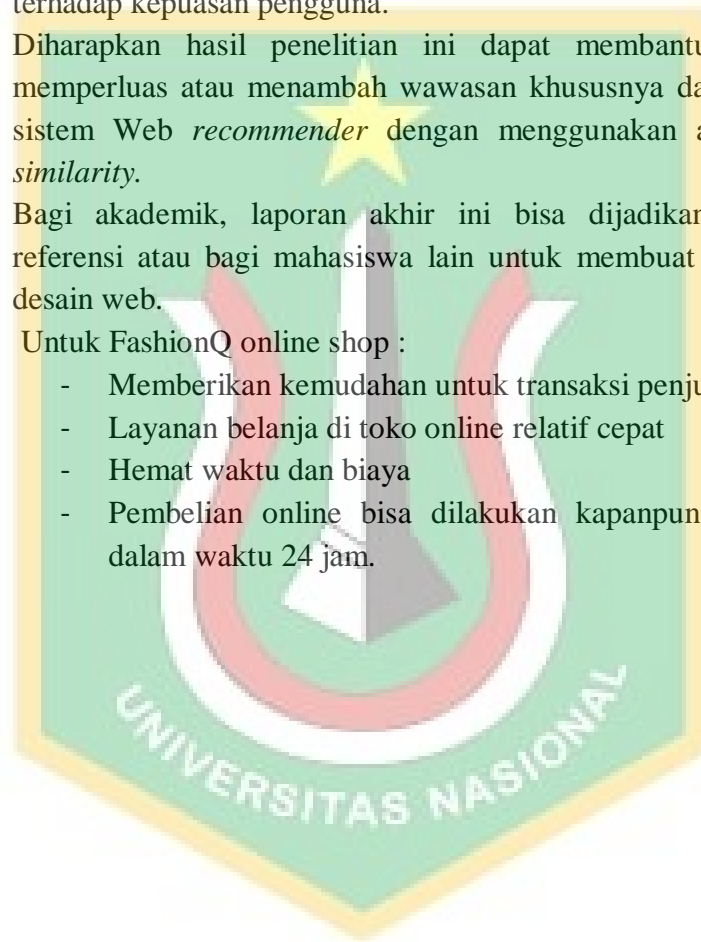 terhadap kepuasan pengguna.
Diharapkan hasil penelitian ini dapat membantu
memperluas atau menambah wawasan khususnya
sistem Web recommender dengan menggunakan
similarity.
Bagi akademik, laporan akhir ini bisa dijadikan
referensi atau bagi mahasiswa lain untuk membuat
desain web.
Untuk FashionQ online shop :
- Memberikan kemudahan untuk transaksi
- Layanan belanja di toko online relatif cepat
- Hemat waktu dan biaya
- Pembelian online bisa dilakukan kapanpun
dalam waktu 24 jam.
UNIVERSITAS NASIONAL